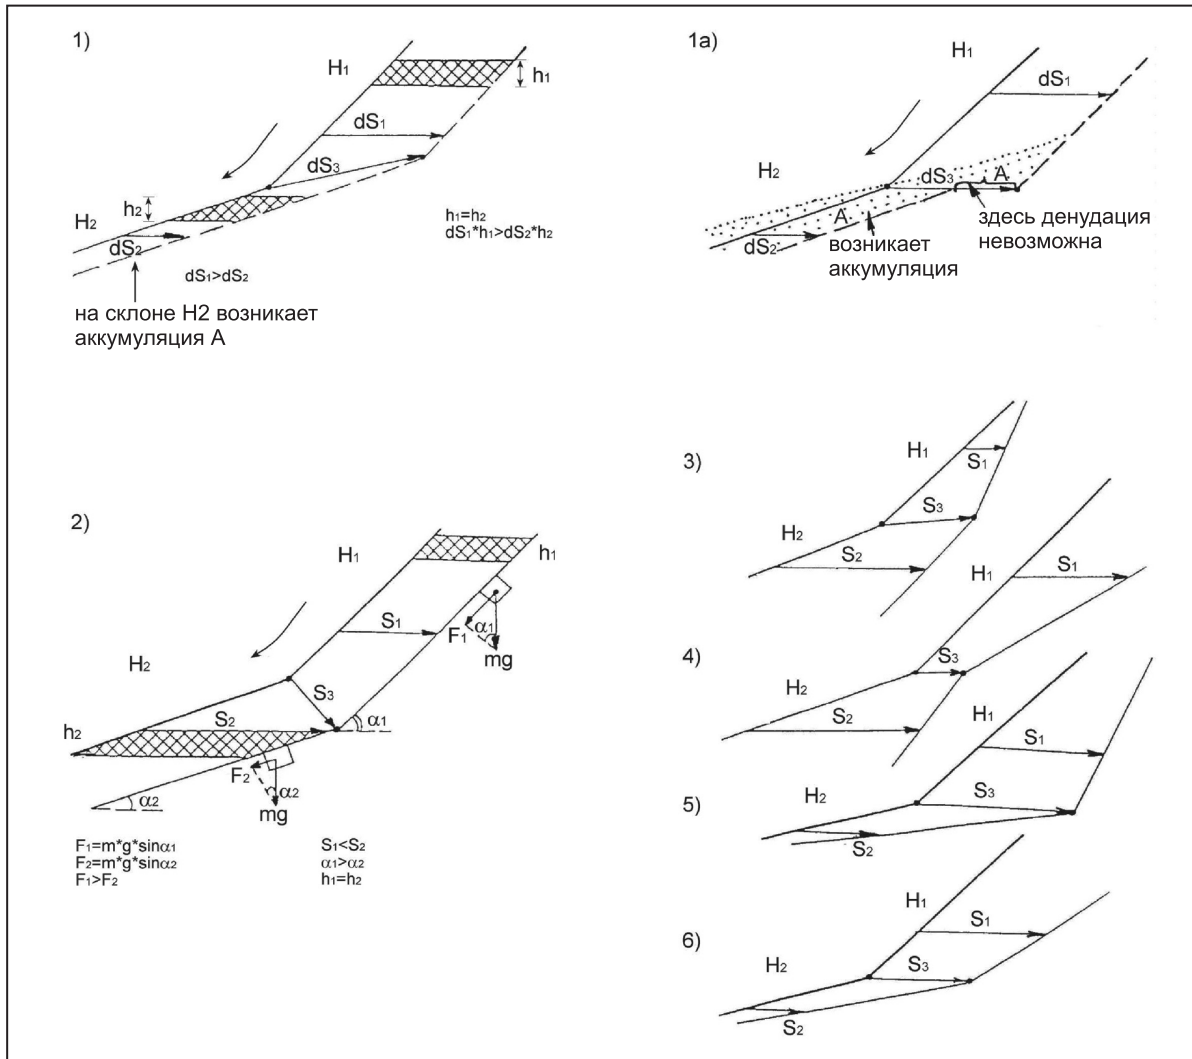 1)
H1
h1
dS1
dS3
h2
H2
dS2
h1=h2
dS1*h1>dS2*h2
dS1>dS2
на склоне H2 возникает
аккумуляция А
1а)
H1
dS1
H2
dS3
А
А
dS2
здесь денудация
невозможна
возникает
аккумуляция
2)
H1
h1
S1
F1
α1
mg
H2
S3
S2
α1
h2
F2
α2
α2
mg
F1=m*g*sinα1
F2=m*g*sinα2
F1>F2
S1<S2
α1>α2
h1=h2
3)
H1
S1
S3
H2
S2
4)
H1
S1
S3
H2
S2
5)
H1
S1
S3
H2
S2
6)
H1
S1
S3
H2
S2